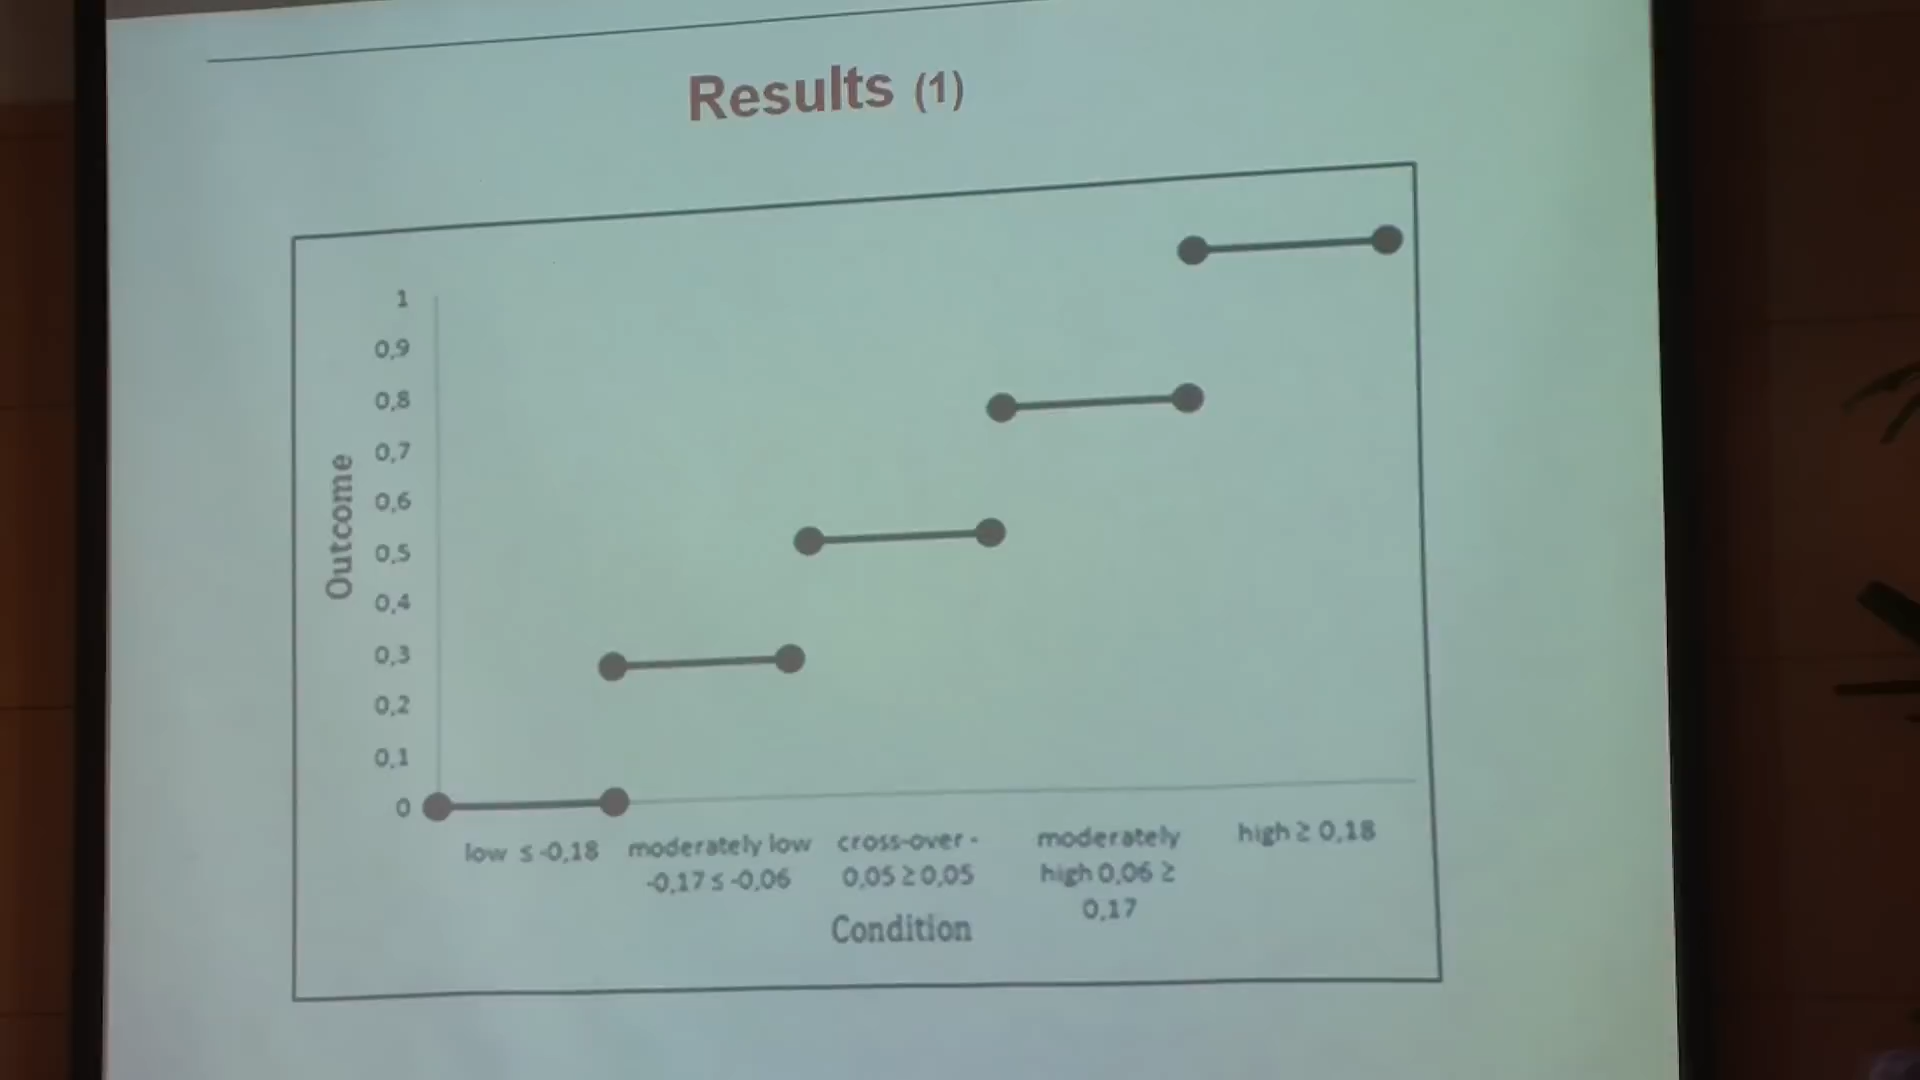 Results (1)
1
0,9
0,8
0,7
0,6
0,5
0,4
0,3
0,2
0,1
0
Outcome
low ≤ -0,18
moderately low
-0,17 ≤ -0,06
cross-over -
0,05 ≥ 0,05
moderately
high 0,06 ≥
0,17
high ≥ 0,18
Condition